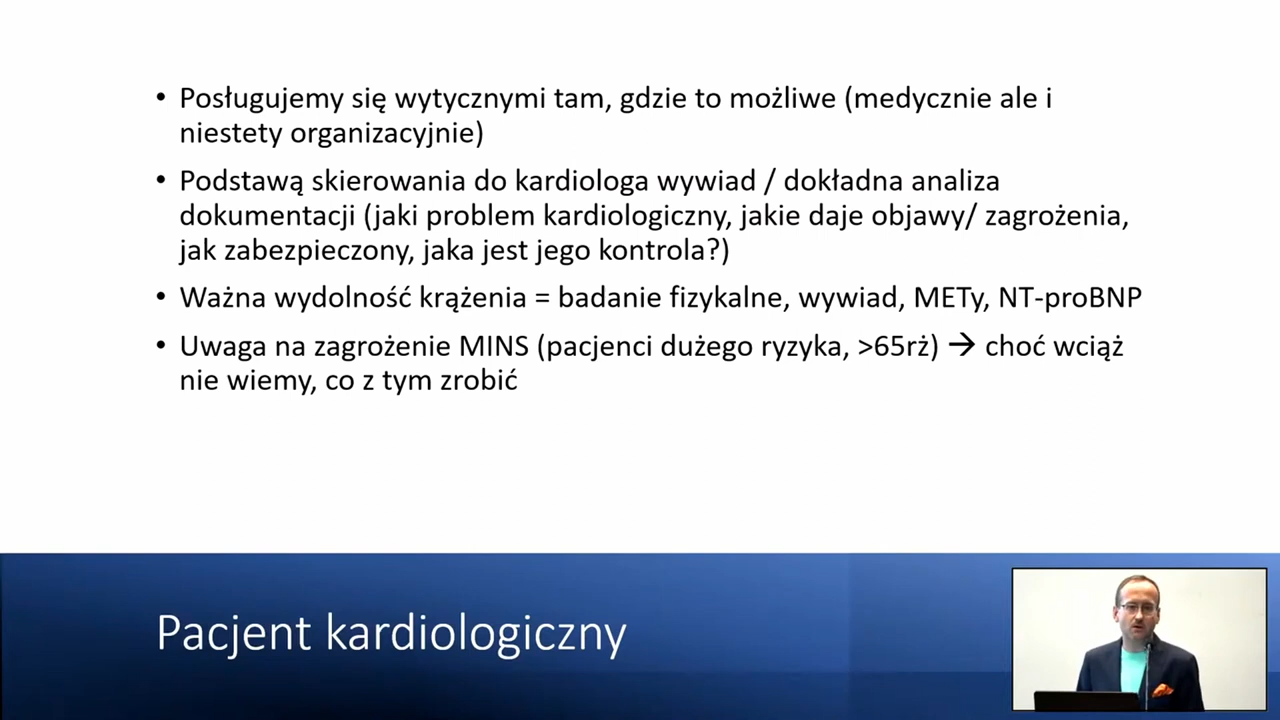 • Posługujemy się wytycznymi tam, gdzie to możliwe (medycznie ale i
niestety organizacyjnie)
• Podstawą skierowania do kardiologa wywiad / dokładna analiza
dokumentacji (jaki problem kardiologiczny, jakie daje objawy/ zagrożenia,
jak zabezpieczony, jaka jest jego kontrola?)
• Ważna wydolność krążenia = badanie fizykalne, wywiad, METy, NT-proBNP
• Uwaga na zagrożenie MINS (pacjenci dużego ryzyka, >65rż) → choć wciąż
nie wiemy, co z tym zrobić
Pacjent kardiologiczny